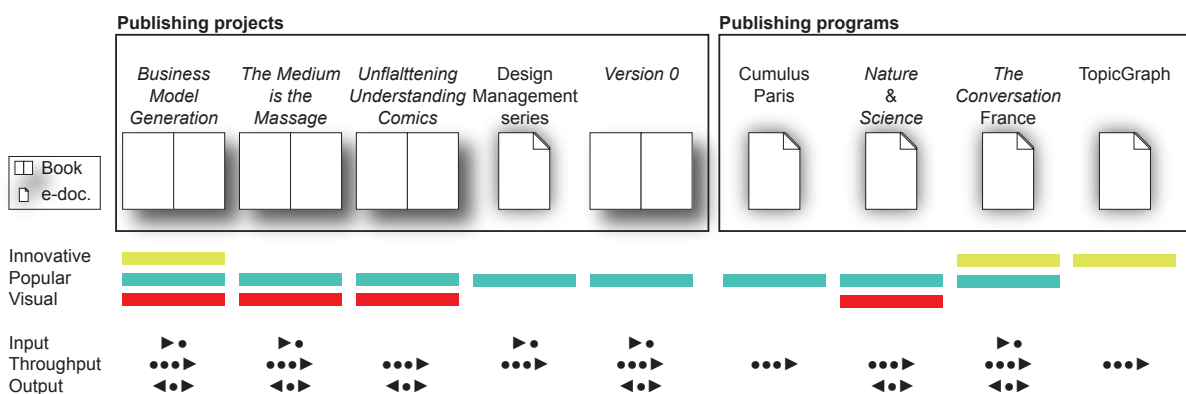 Publishing projects
Publishing programs
Business
Model
Generation
The Medium
is the
Massage
Unflalttening
Understanding
Comics
Design
Management
series
Version 0
Cumulus
Paris
Nature
&
Science
The
Conversation
France
TopicGraph
Book
e-doc.
Innovative
Popular
Visual
Input
Throughput
Output